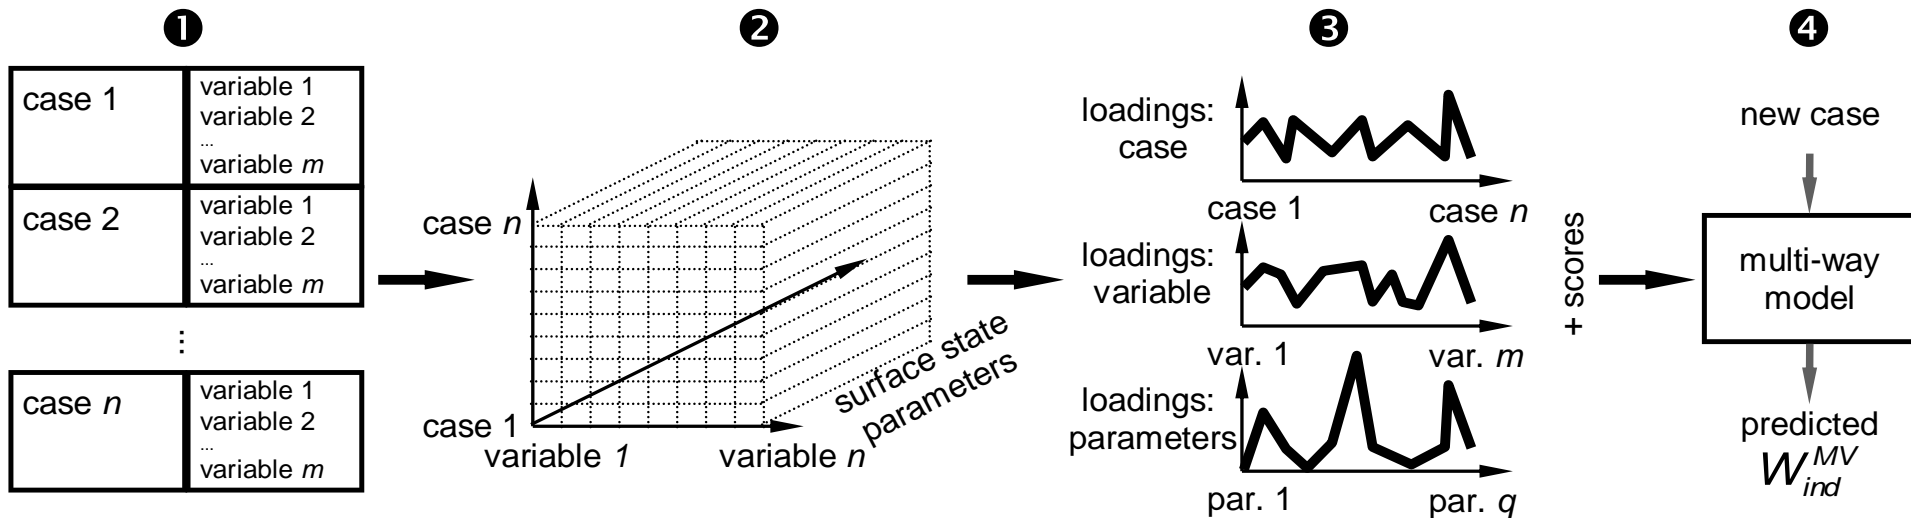 ❶
case 1
variable 1
variable 2
...
variable m
case 2
variable 1
variable 2
...
variable m
⋮
case n
variable 1
variable 2
...
variable m
❷
case n
case 1
variable 1
variable n
surface state
parameters
❸
loadings:
case
case 1
case n
loadings:
variable
var. 1
var. m
loadings:
parameters
par. 1
par. q
+ scores
❹
new case
multi-way
model
predicted
W_ind^MV